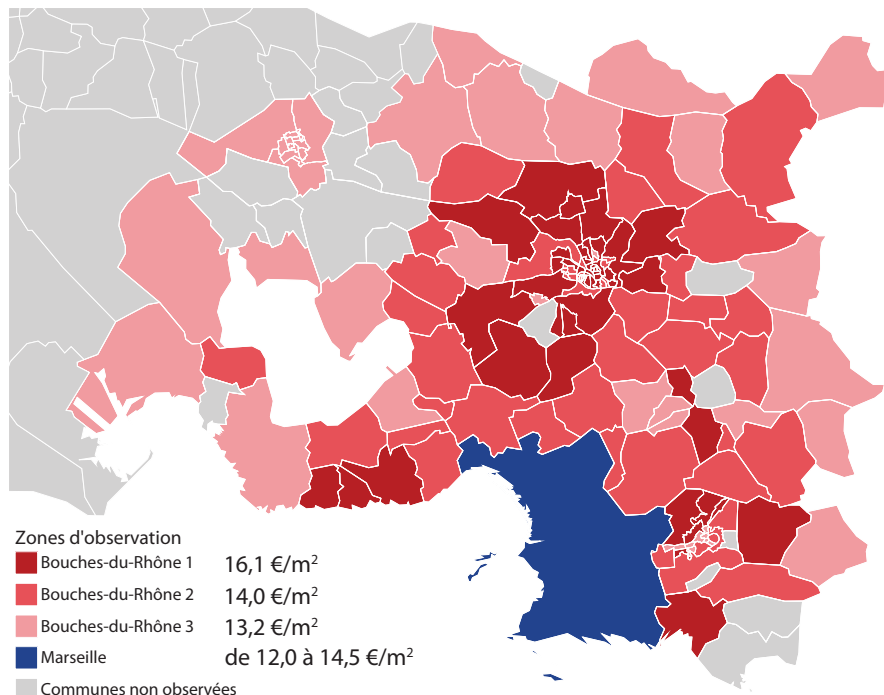 Zones d'observation
Bouches-du-Rhône 1 16,1 €/m²
Bouches-du-Rhône 2 14,0 €/m²
Bouches-du-Rhône 3 13,2 €/m²
Marseille de 12,0 à 14,5 €/m²
Communes non observées